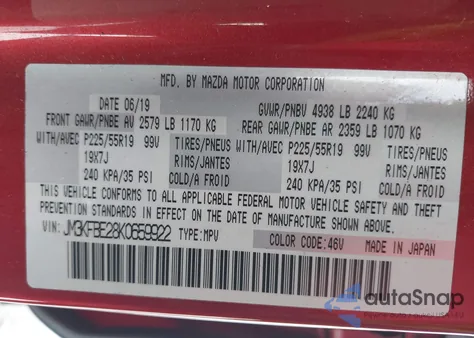 MFD. BY MAZDA MOTOR CORPORATION
DATE 06/19 GVWR/PNBV 4938 LB 2240 KG
FRONT GAWR/PNBE AV 2579 LB 1170 KG REAR GAWR/PNBE AR 2359 LB 1070 KG
WITH/AVEC P225/55R19 99V TIRES/PNEUS WITH/AVEC P225/55R19 99V TIRES/PNEUS
19X7J RIMS/JANTES 19X7J RIMS/JANTES
240 KPA/35 PSI COLD/A FROID 240 KPA/35 PSI COLD/A FROID
THIS VEHICLE CONFORMS TO ALL APPLICABLE FEDERAL MOTOR VEHICLE SAFETY AND THEFT
PREVENTION STANDARDS IN EFFECT ON THE DATE OF MANUFACTURE SHOWN ABOVE.
VIN: JM3KFBE28K0659922 TYPE:MPV COLOR CODE:46V MADE IN JAPAN
autoSnap